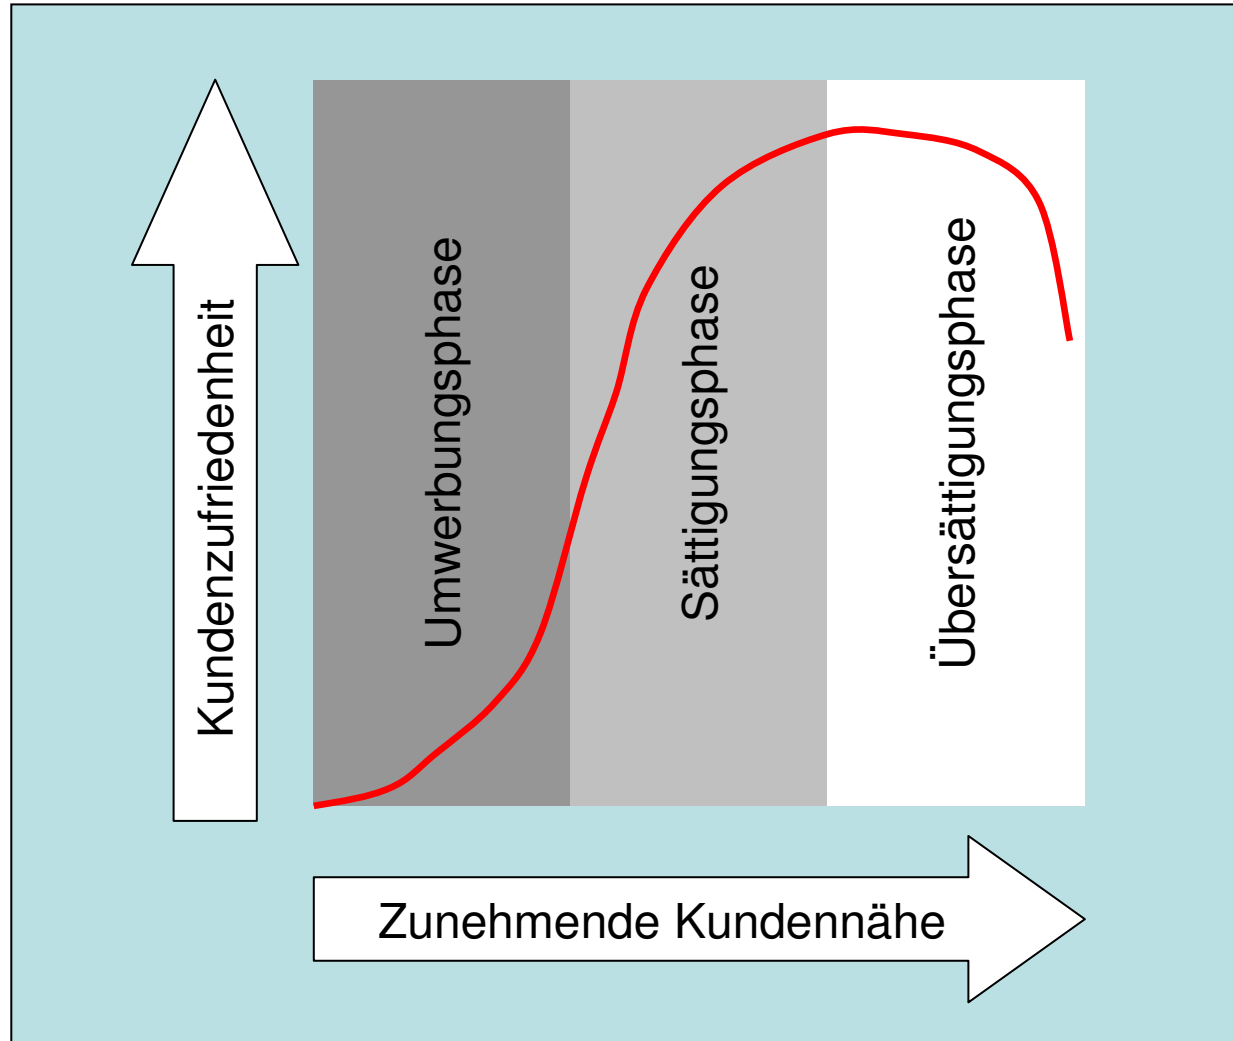 Kundenzufriedenheit
Umwerbungsphase
Sättigungsphase
Übersättigungsphase
Zunehmende Kundennähe